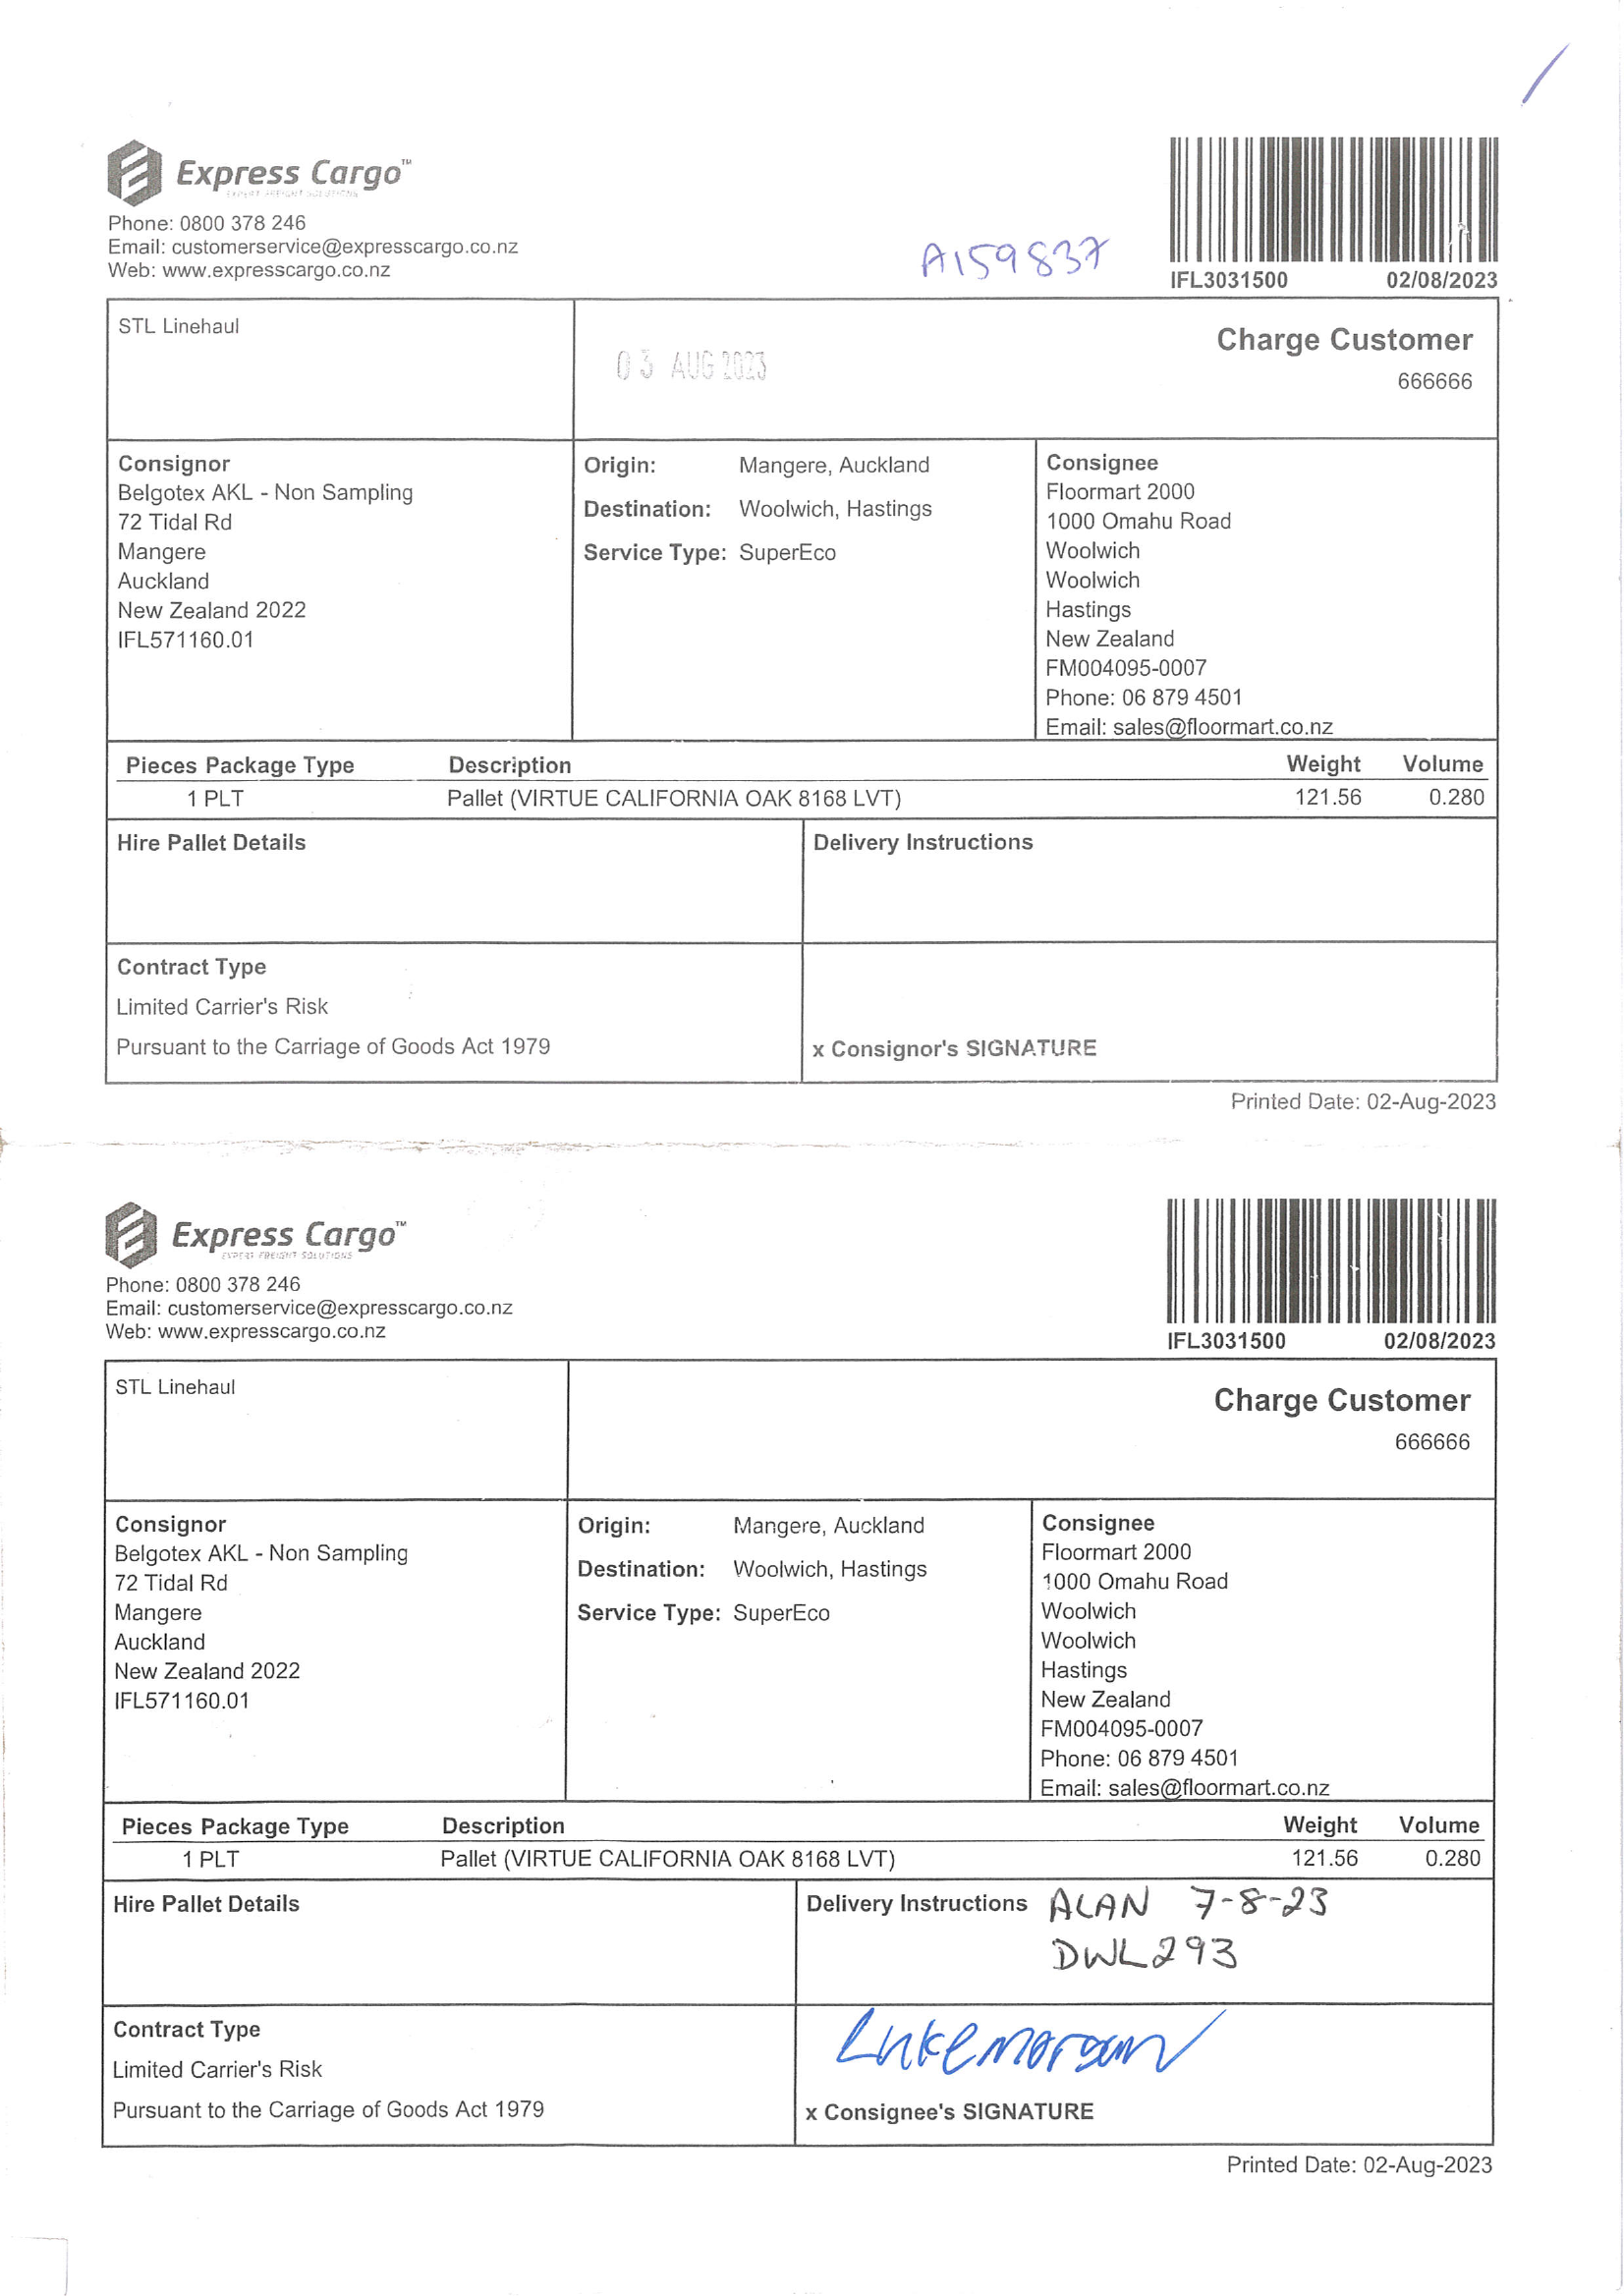 Express Cargo™
EXPERT FREIGHT SOLUTIONS
Phone: 0800 378 246
Email: customerservice@expresscargo.co.nz
Web: www.expresscargo.co.nz
A159837
IFL3031500 02/08/2023
STL Linehaul
03 AUG 2023
Charge Customer
666666
Consignor
Belgotex AKL - Non Sampling
72 Tidal Rd
Mangere
Auckland
New Zealand 2022
IFL571160.01
Origin: Mangere, Auckland
Destination: Woolwich, Hastings
Service Type: SuperEco
Consignee
Floormart 2000
1000 Omahu Road
Woolwich
Woolwich
Hastings
New Zealand
FM004095-0007
Phone: 06 879 4501
Email: sales@floormart.co.nz
Pieces Package Type Description Weight Volume
1 PLT Pallet (VIRTUE CALIFORNIA OAK 8168 LVT) 121.56 0.280
Hire Pallet Details
Delivery Instructions
Contract Type
Limited Carrier's Risk
Pursuant to the Carriage of Goods Act 1979
x Consignor's SIGNATURE
Printed Date: 02-Aug-2023
Express Cargo™
EXPERT FREIGHT SOLUTIONS
Phone: 0800 378 246
Email: customerservice@expresscargo.co.nz
Web: www.expresscargo.co.nz
IFL3031500 02/08/2023
STL Linehaul
Charge Customer
666666
Consignor
Belgotex AKL - Non Sampling
72 Tidal Rd
Mangere
Auckland
New Zealand 2022
IFL571160.01
Origin: Mangere, Auckland
Destination: Woolwich, Hastings
Service Type: SuperEco
Consignee
Floormart 2000
1000 Omahu Road
Woolwich
Woolwich
Hastings
New Zealand
FM004095-0007
Phone: 06 879 4501
Email: sales@floormart.co.nz
Pieces Package Type Description Weight Volume
1 PLT Pallet (VIRTUE CALIFORNIA OAK 8168 LVT) 121.56 0.280
Hire Pallet Details
Delivery Instructions ALAN 7-8-23
DWL293
Contract Type
Limited Carrier's Risk
Pursuant to the Carriage of Goods Act 1979
Luke
x Consignee's SIGNATURE
Printed Date: 02-Aug-2023